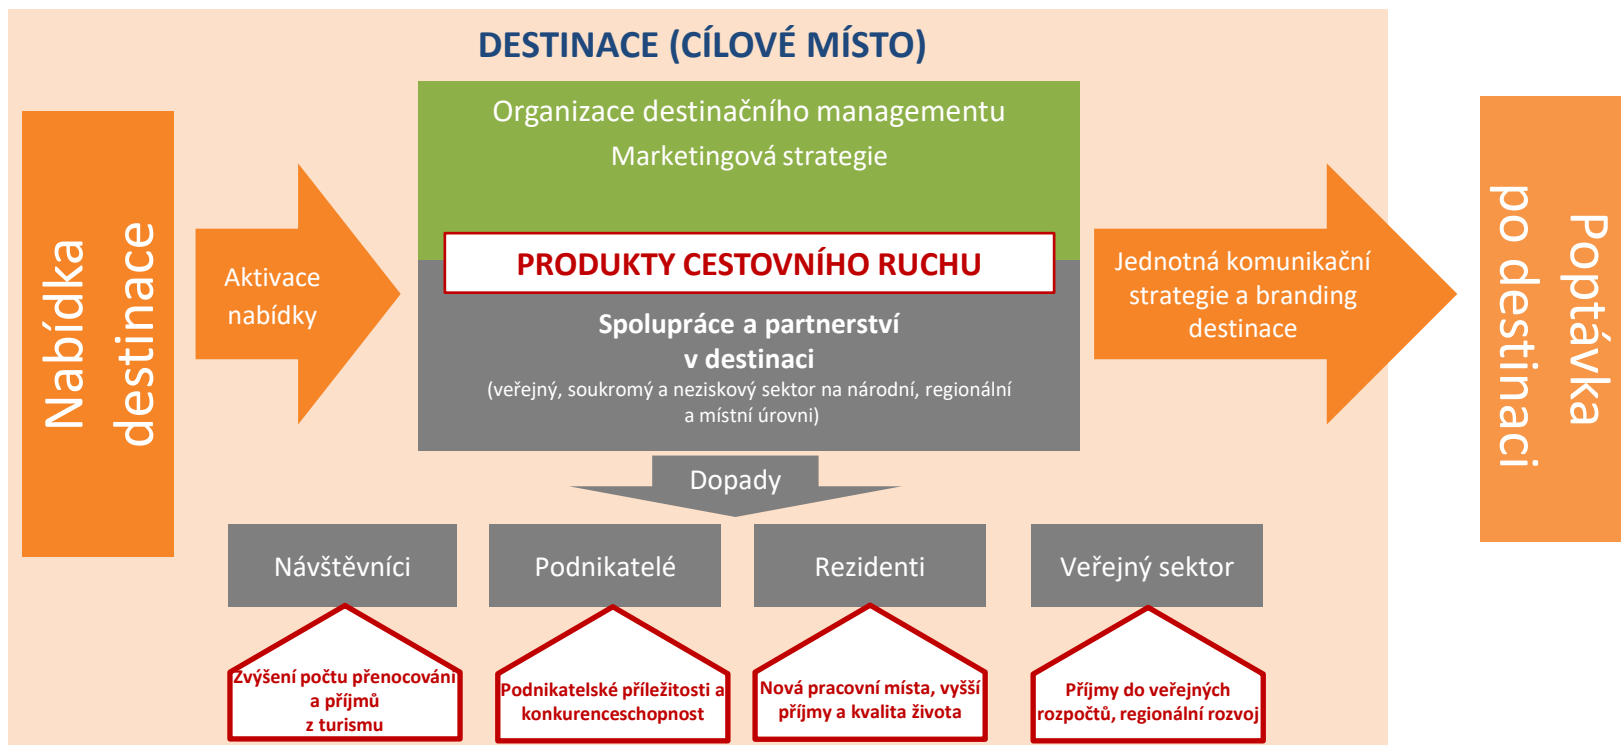 DESTINACE (CÍLOVÉ MÍSTO)
Nabídka
destinace
Aktivace
nabídky
Organizace destinačního managementu
Marketingová strategie
PRODUKTY CESTOVNÍHO RUCHU
Spolupráce a partnerství
v destinaci
(veřejný, soukromý a neziskový sektor na národní, regionální
a místní úrovni)
Jednotná komunikační
strategie a branding
destinace
Poptávka
po destinaci
Dopady
Návštěvníci
Podnikatelé
Rezidenti
Veřejný sektor
Zvýšení počtu přenocování
a příjmů
z turismu
Podnikatelské příležitosti a
konkurenceschopnost
Nová pracovní místa, vyšší
příjmy a kvalita života
Příjmy do veřejných
rozpočtů, regionální rozvoj